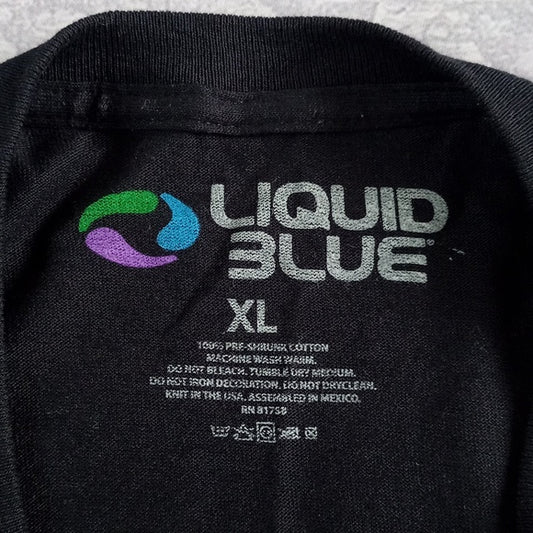 LIQUID
BLUE®
XL
100% PRE-SHRUNK COTTON
MACHINE WASH WARM.
DO NOT BLEACH. TUMBLE DRY MEDIUM.
DO NOT IRON DECORATION. DO NOT DRYCLEAN.
KNIT IN THE USA. ASSEMBLED IN MEXICO.
RN 81758